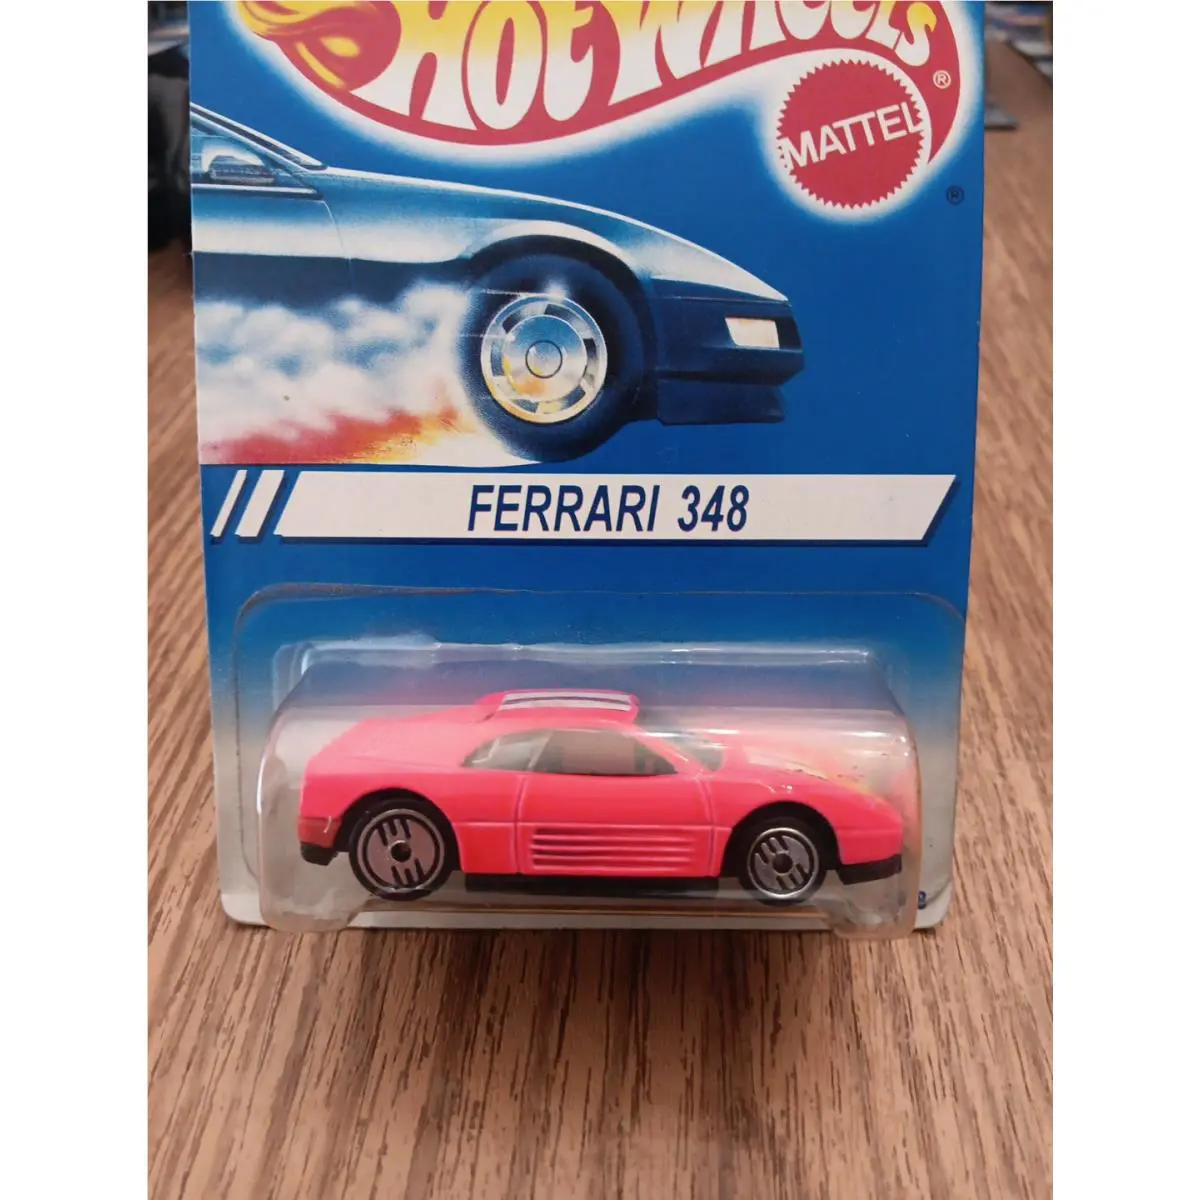 HOT WHEELS ®
MATTEL
®
FERRARI 348